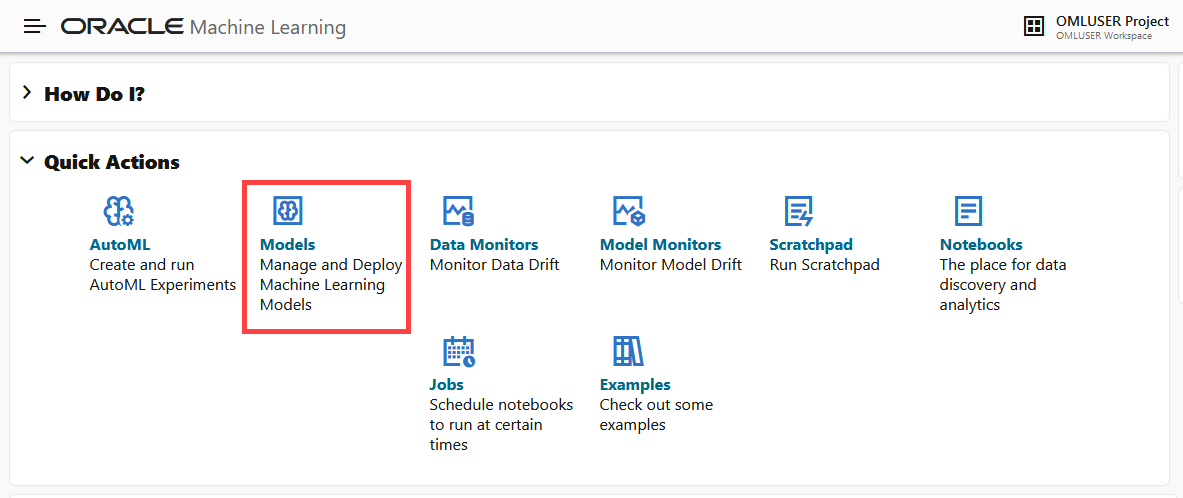 ORACLE Machine Learning
OMLUSER Project
OMLUSER Workspace
How Do I?
Quick Actions
AutoML
Create and run
AutoML Experiments
Models
Manage and Deploy
Machine Learning
Models
Data Monitors
Monitor Data Drift
Model Monitors
Monitor Model Drift
Scratchpad
Run Scratchpad
Notebooks
The place for data
discovery and
analytics
Jobs
Schedule notebooks
to run at certain
times
Examples
Check out some
examples